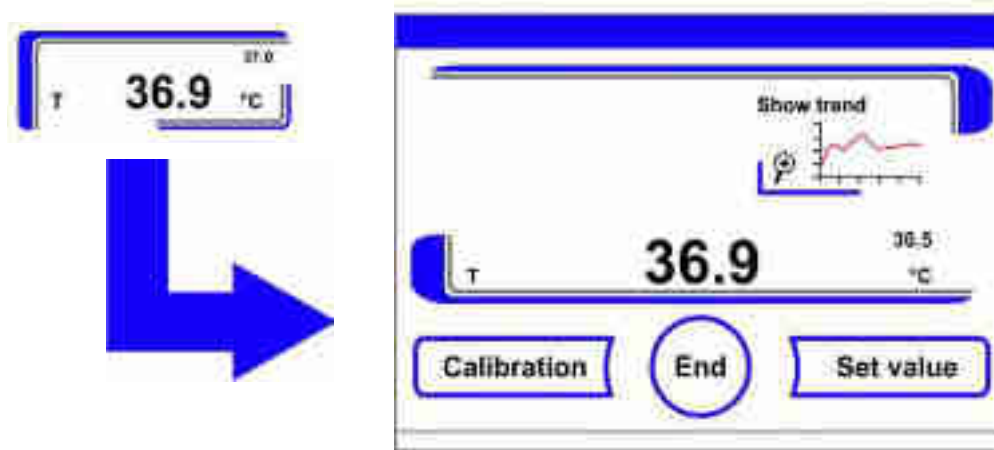 37.0
T 36.9 °C
Show trend
36.5
T 36.9 °C
Calibration End Set value